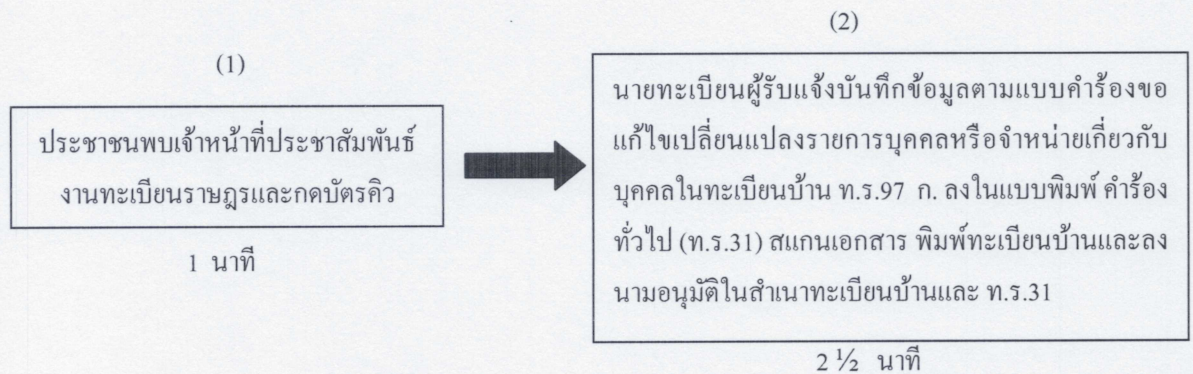 (1)
ประชาชนพบเจ้าหน้าที่ประชาสัมพันธ์
งานทะเบียนราษฎรและกดบัตรคิว
1 นาที
(2)
นายทะเบียนผู้รับแจ้งบันทึกข้อมูลตามแบบคำร้องขอ
แก้ไขเปลี่ยนแปลงรายการบุคคลหรือจำหน่ายเกี่ยวกับ
บุคคลในทะเบียนบ้าน ท.ร.97 ก. ลงในแบบพิมพ์ คำร้อง
ทั่วไป (ท.ร.31) สแกนเอกสาร พิมพ์ทะเบียนบ้านและลง
นามอนุมัติในสำเนาทะเบียนบ้านและ ท.ร.31
2 ½ นาที